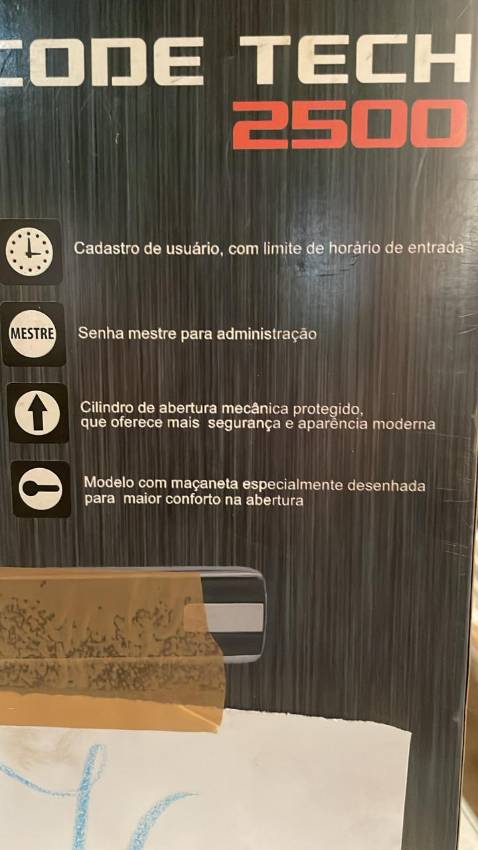 CODE TECH
2500
Cadastro de usuário, com limite de horário de entrada
MESTRE
Senha mestre para administração
Cilindro de abertura mecânica protegido,
que oferece mais segurança e aparência moderna
Modelo com maçaneta especialmente desenhada
para maior conforto na abertura